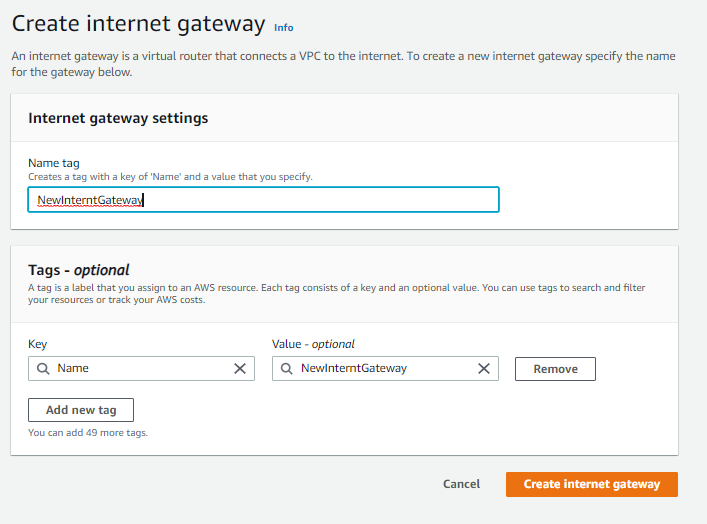 Create internet gateway Info
An internet gateway is a virtual router that connects a VPC to the internet. To create a new internet gateway specify the name
for the gateway below.
Internet gateway settings
Name tag
Creates a tag with a key of 'Name' and a value that you specify.
NewInterntGateway
Tags - optional
A tag is a label that you assign to an AWS resource. Each tag consists of a key and an optional value. You can use tags to search and filter
your resources or track your AWS costs.
Key Value - optional
Name NewInterntGateway Remove
Add new tag
You can add 49 more tags.
Cancel Create internet gateway